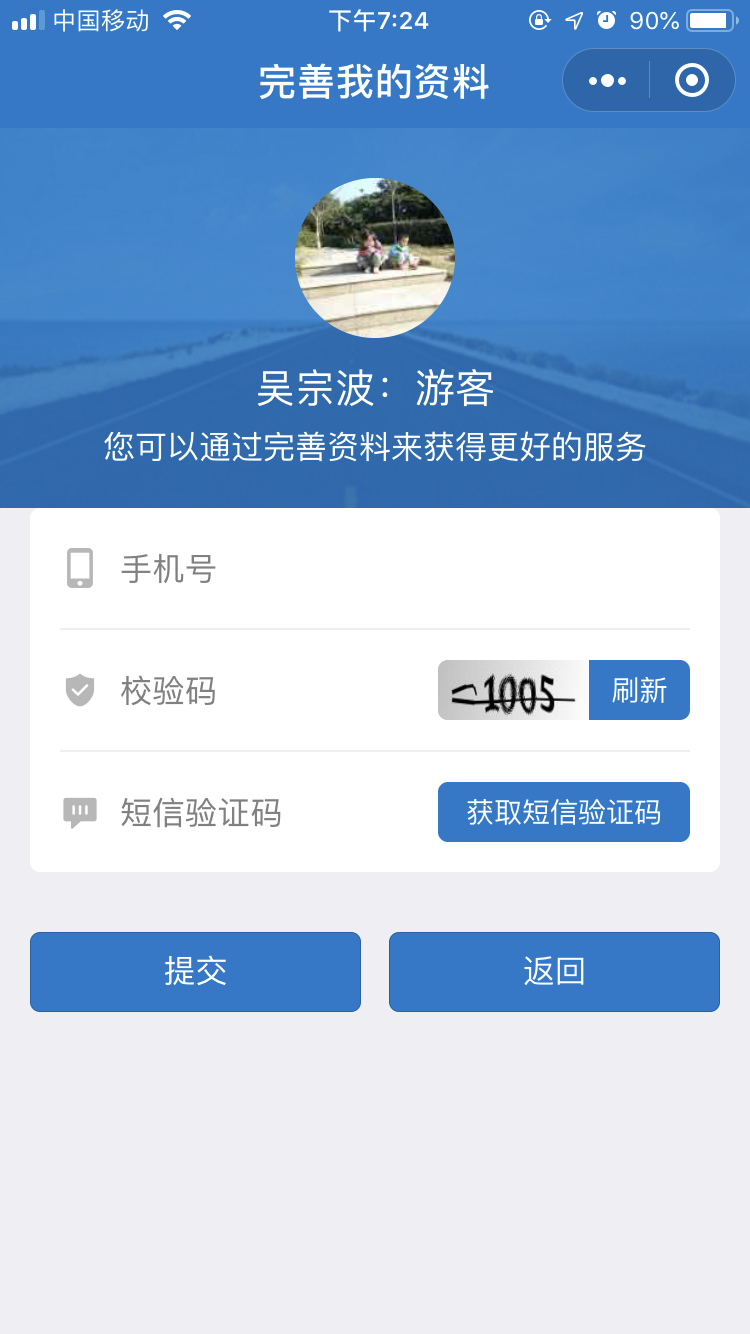 中国移动 下午7:24 90%
完善我的资料
吴宗波：游客
您可以通过完善资料来获得更好的服务
手机号
校验码 1005 刷新
短信验证码 获取短信验证码
提交 返回